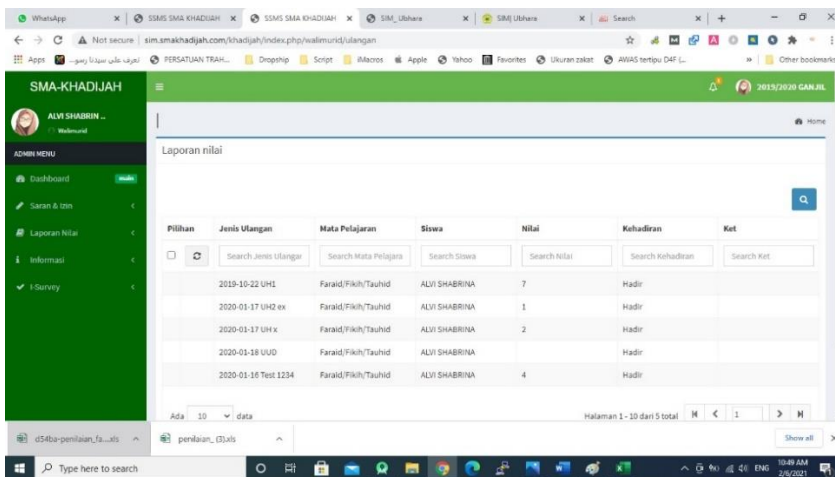 WhatsApp
SSMS SMA KHADIJAH
SSMS SMA KHADIJAH
SIM_Ubhara
SIM| Ubhara
Search
Not secure | sim.smakhadijah.com/khadijah/index.php/walimurid/ulangan
Apps
PERSATUAN TRAH...
Dropship
Script
iMacros
Apple
Yahoo
Favorites
Ukuran zakat
AWAS tertipu D4F (...
Other bookmarks
SMA-KHADIJAH
2019/2020 GANJIL
ALVI SHABRIN ...
Walimurid
Home
ADMIN MENU
Laporan nilai
Dashboard
main
Saran & Izin
Laporan Nilai
Informasi
I-Survey
Pilihan Jenis Ulangan Mata Pelajaran Siswa Nilai Kehadiran Ket
Search Jenis Ulangar Search Mata Pelajara Search Siswa Search Nilai Search Kehadiran Search Ket
2019-10-22 UH1 Faraid/Fikih/Tauhid ALVI SHABRINA 7 Hadir
2020-01-17 UH2 ex Faraid/Fikih/Tauhid ALVI SHABRINA 1 Hadir
2020-01-17 UH x Faraid/Fikih/Tauhid ALVI SHABRINA 2 Hadir
2020-01-18 UUD Faraid/Fikih/Tauhid ALVI SHABRINA Hadir
2020-01-16 Test 1234 Faraid/Fikih/Tauhid ALVI SHABRINA 4 Hadir
Ada 10 data
Halaman 1 - 10 dari 5 total
1
d54ba-penilaian_fa....xls
penilaian_ (3).xls
Show all
Type here to search
ENG
10:49 AM
2/6/2021